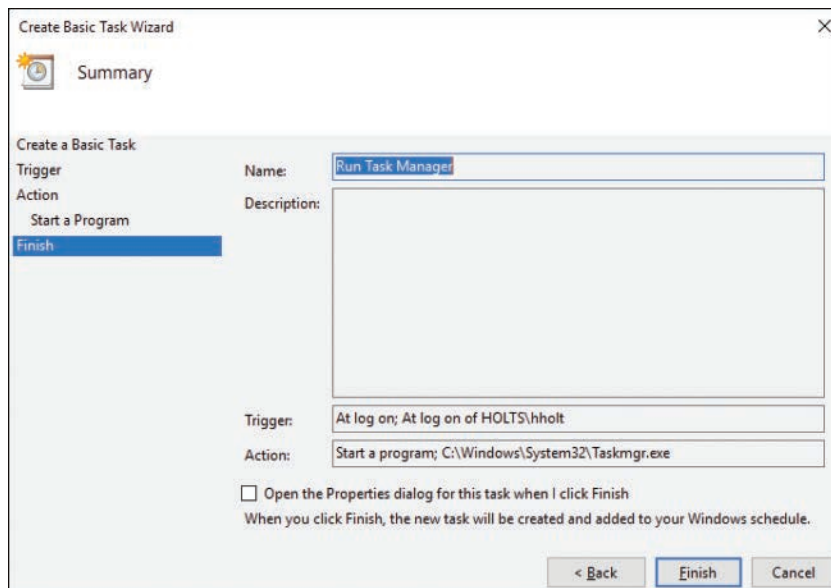 Create Basic Task Wizard
Summary
Create a Basic Task
Trigger
Action
Start a Program
Finish
Name:
Run Task Manager
Description:
Trigger:
At log on; At log on of HOLTS\hholt
Action:
Start a program; C:\Windows\System32\Taskmgr.exe
Open the Properties dialog for this task when I click Finish
When you click Finish, the new task will be created and added to your Windows schedule.
< Back
Finish
Cancel